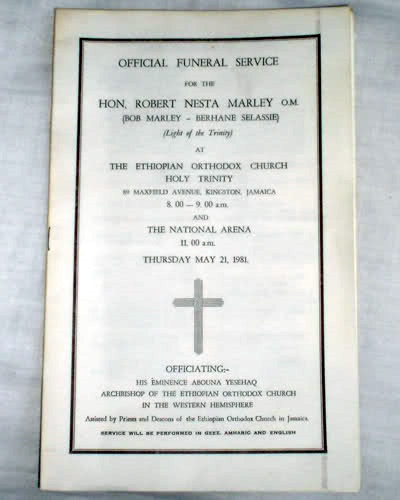 OFFICIAL FUNERAL SERVICE
FOR THE
HON. ROBERT NESTA MARLEY O.M.
(BOB MARLEY - BERHANE SELASSIE)
(Light of the Trinity)
AT
THE ETHIOPIAN ORTHODOX CHURCH
HOLY TRINITY
89 MAXFIELD AVENUE, KINGSTON, JAMAICA
8. 00 — 9. 00 a.m.
AND
THE NATIONAL ARENA
11. 00 a.m.
THURSDAY MAY 21, 1981.
OFFICIATING:-
HIS EMINENCE ABOUNA YESEHAQ
ARCHBISHOP OF THE ETHIOPIAN ORTHODOX CHURCH
IN THE WESTERN HEMISPHERE
Assisted by Priests and Deacons of the Ethiopian Orthodox Church in Jamaica.
SERVICE WILL BE PERFORMED IN GEEZ, AMHARIC AND ENGLISH